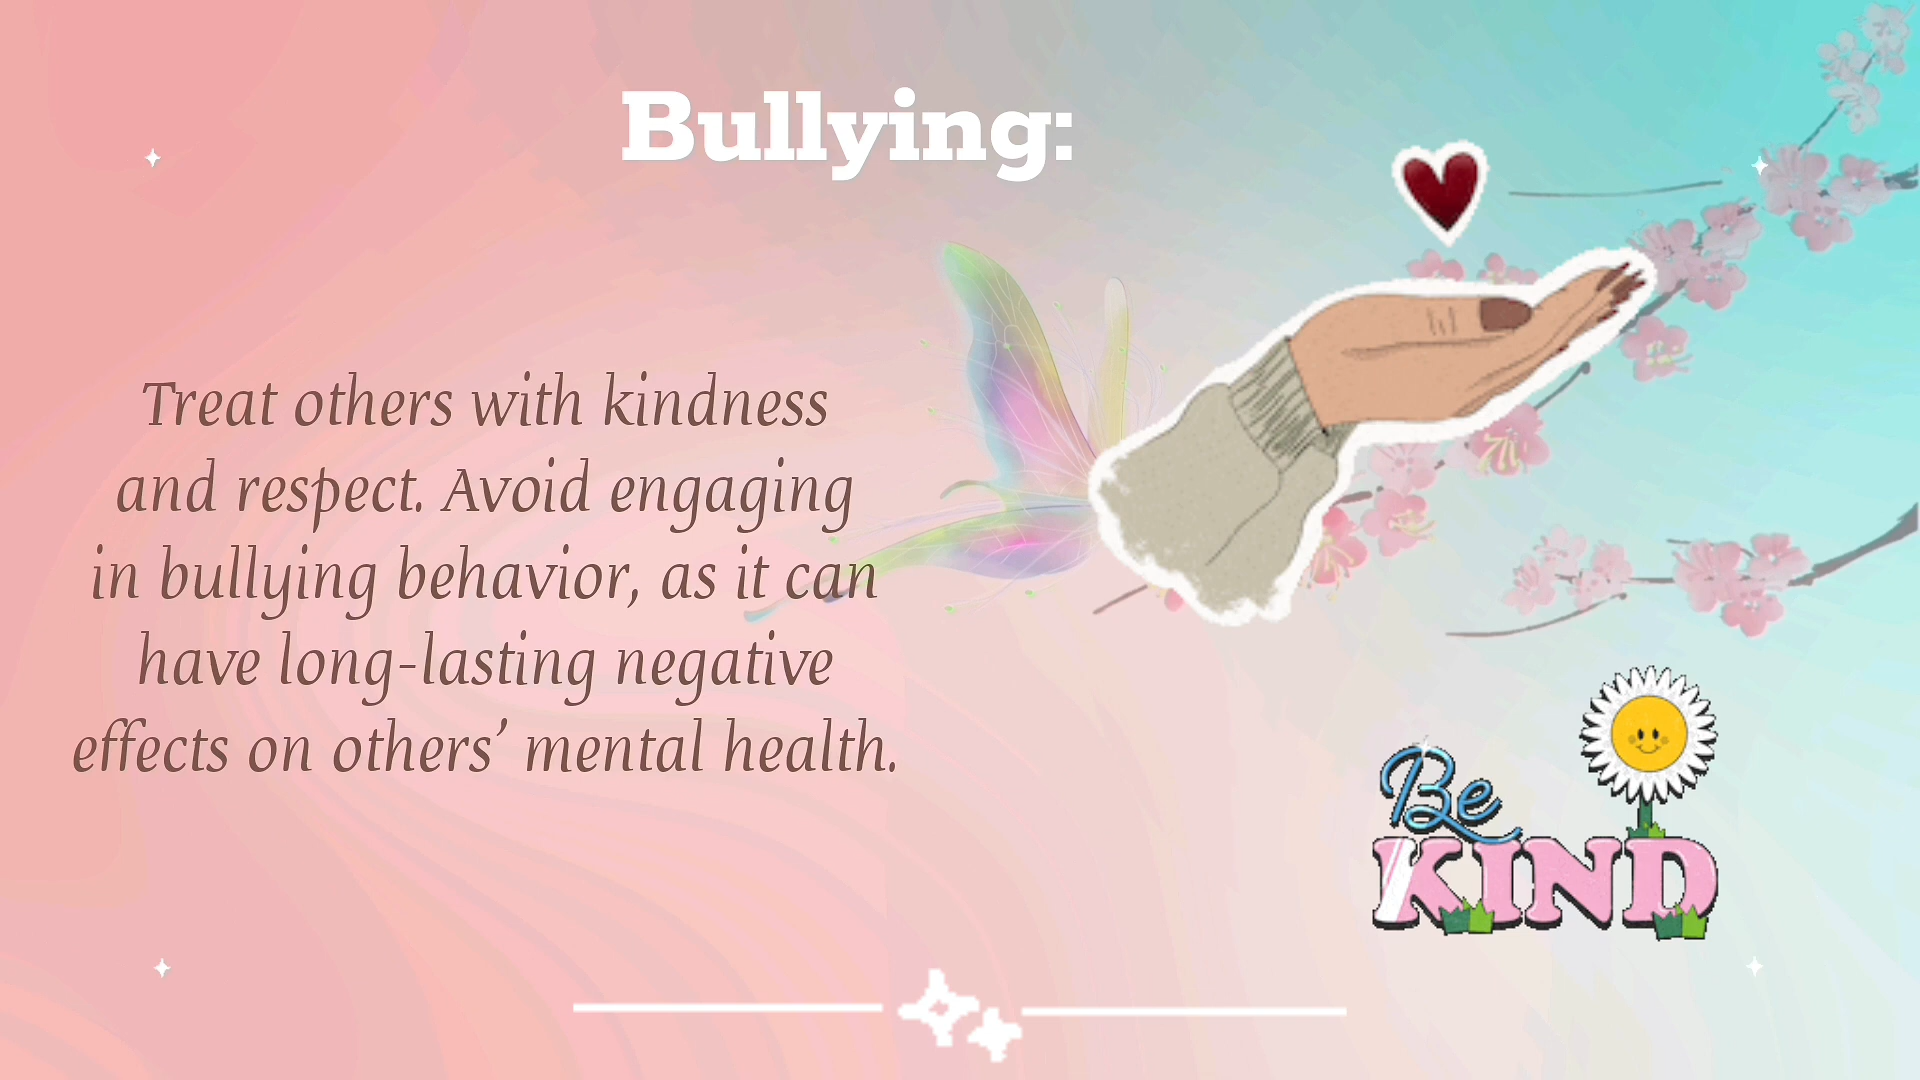 Bullying:
Treat others with kindness
and respect. Avoid engaging
in bullying behavior, as it can
have long-lasting negative
effects on others’ mental health.
Be
KIND